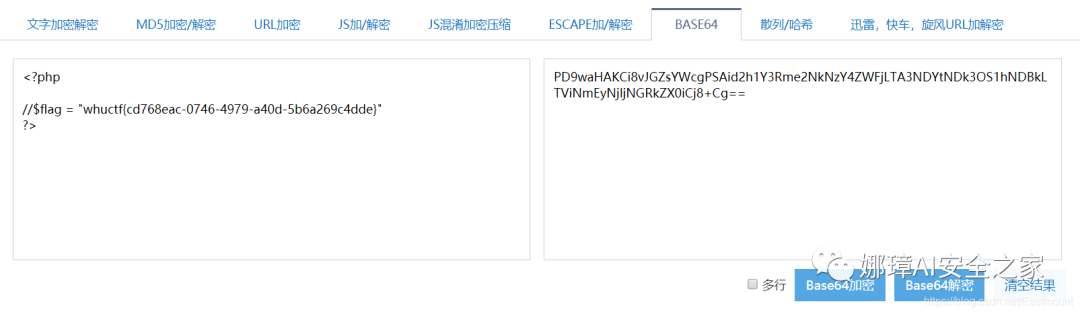 文字加密解密 MD5加密/解密 URL加密 JS加/解密 JS混淆加密压缩 ESCAPE加/解密 BASE64 散列/哈希 迅雷，快车，旋风URL加解密
<?php
//$flag = "whuctf{cd768eac-0746-4979-a40d-5b6a269c4dde}"
?>
PD9waHAKCi8vJGZsYWcgPSAid2h1Y3Rme2NkNzY4ZWFjLTA3NDYtNDk3OS1hNDBkL
TViNmEyNjljNGRkZX0iCj8+Cg==
娜璋AI安全之家
多行 Base64加密 Base64解密 清空结果
https://blog.csdn.net/Eastmount